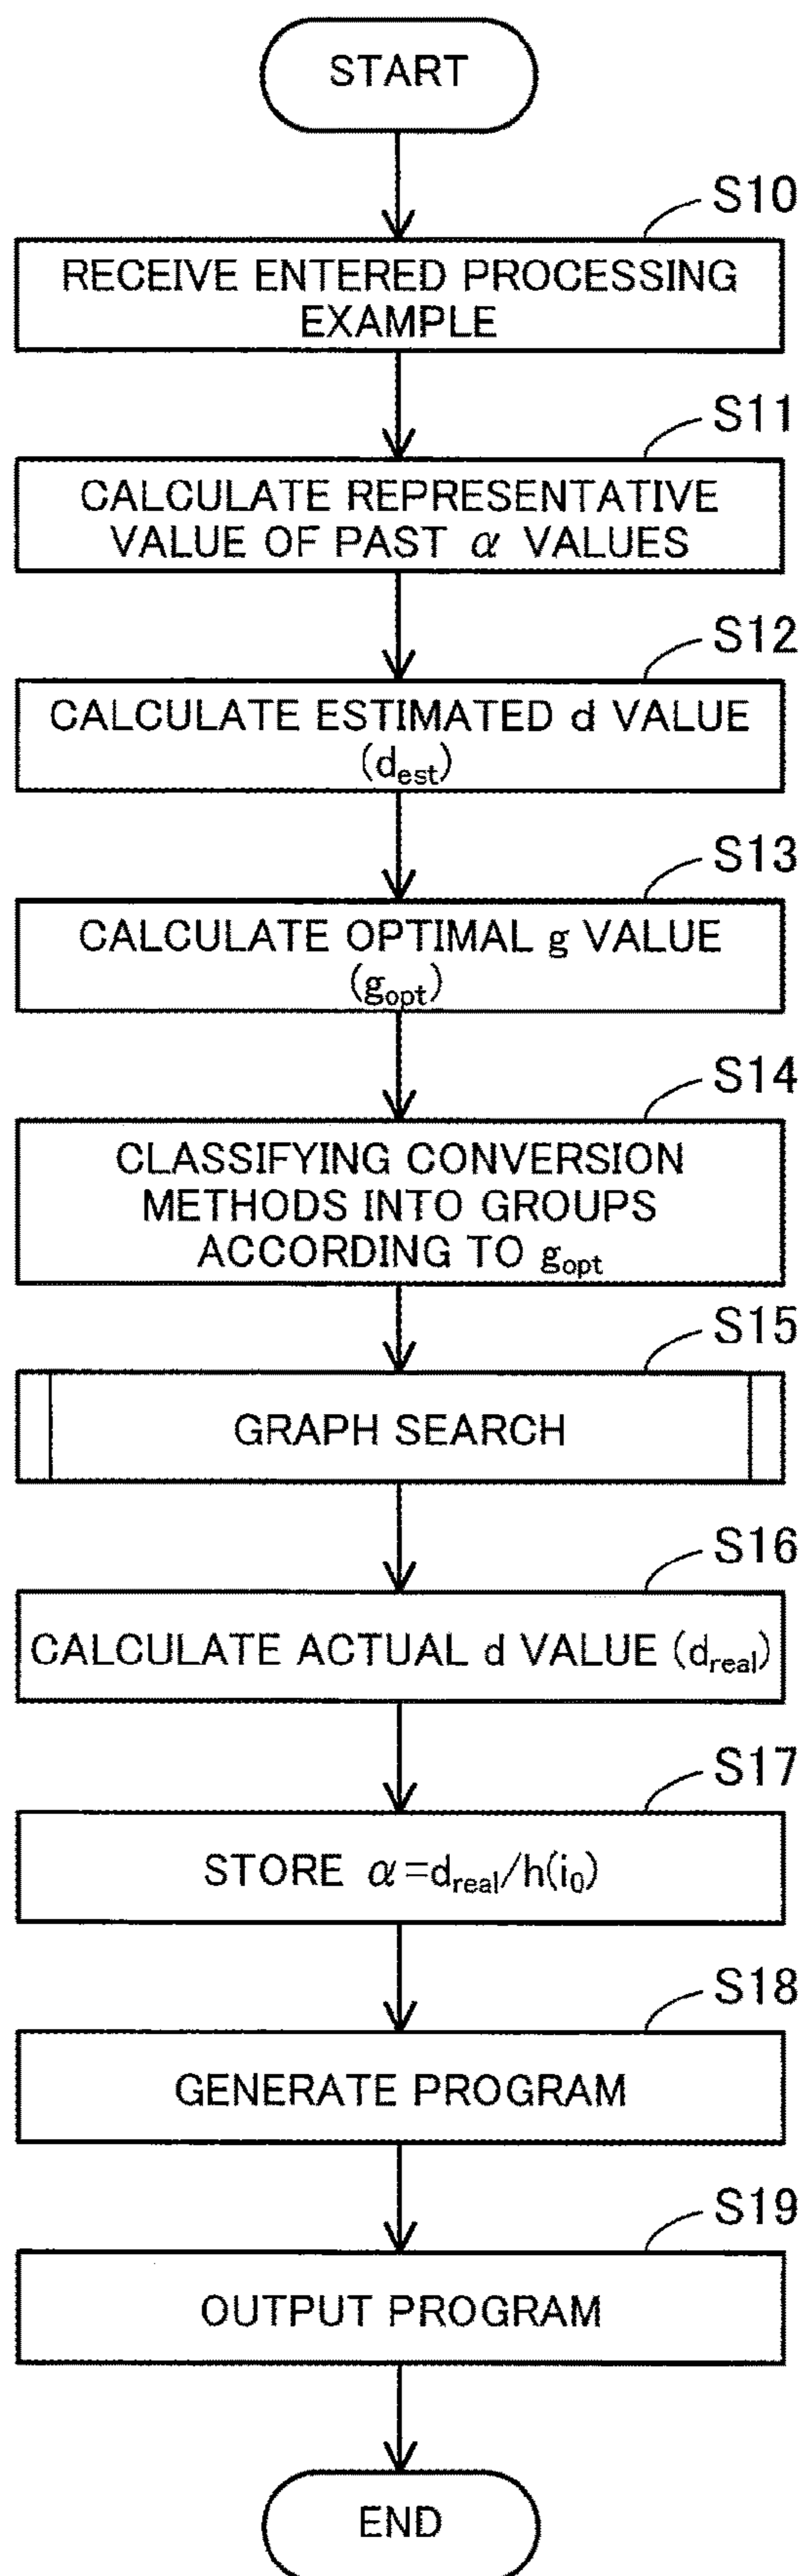 START
S10
RECEIVE ENTERED PROCESSING
EXAMPLE
S11
CALCULATE REPRESENTATIVE
VALUE OF PAST α VALUES
S12
CALCULATE ESTIMATED d VALUE
(dest)
S13
CALCULATE OPTIMAL g VALUE
(gopt)
S14
CLASSIFYING CONVERSION
METHODS INTO GROUPS
ACCORDING TO gopt
S15
GRAPH SEARCH
S16
CALCULATE ACTUAL d VALUE (dreal)
S17
STORE α=dreal/h(i0)
S18
GENERATE PROGRAM
S19
OUTPUT PROGRAM
END